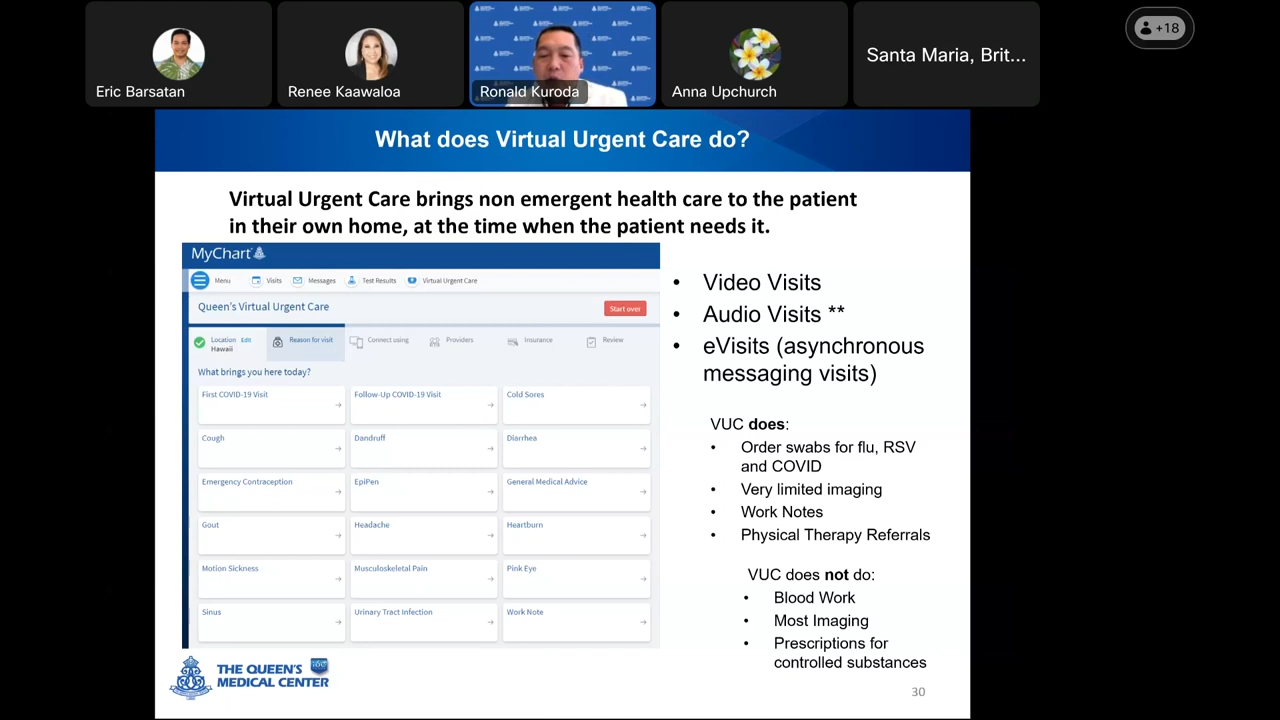 +18
Eric Barsatan
Renee Kaawaloa
Ronald Kuroda
Anna Upchurch
Santa Maria, Brit...
What does Virtual Urgent Care do?
Virtual Urgent Care brings non emergent health care to the patient
in their own home, at the time when the patient needs it.
MyChart
Menu
Visits
Messages
Test Results
Virtual Urgent Care
Queen's Virtual Urgent Care
Start over
Location Edit
Hawaii
Reason for visit
Connect using
Providers
Insurance
Review
What brings you here today?
First COVID-19 Visit
Follow-Up COVID-19 Visit
Cold Sores
Cough
Dandruff
Diarrhea
Emergency Contraception
EpiPen
General Medical Advice
Gout
Headache
Heartburn
Motion Sickness
Musculoskeletal Pain
Pink Eye
Sinus
Urinary Tract Infection
Work Note
• Video Visits
• Audio Visits **
• eVisits (asynchronous
messaging visits)
VUC does:
• Order swabs for flu, RSV
and COVID
• Very limited imaging
• Work Notes
• Physical Therapy Referrals
VUC does not do:
• Blood Work
• Most Imaging
• Prescriptions for
controlled substances
THE QUEEN'S
MEDICAL CENTER
30